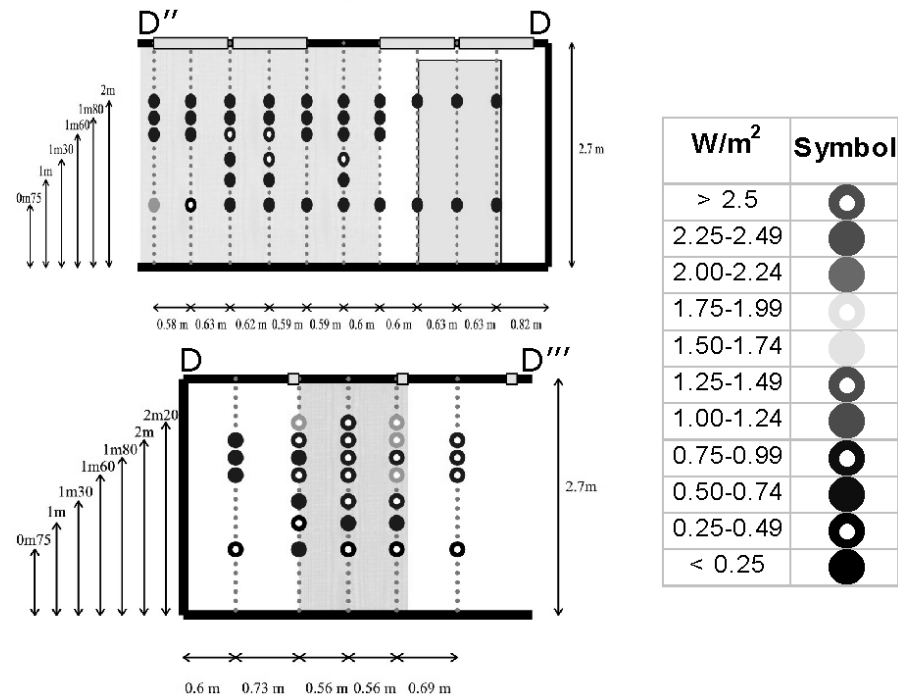 D'' D
2m
1m80
1m60
1m30
1m
0m75
2.7 m
0.58 m 0.63 m 0.62 m 0.59 m 0.59 m 0.6 m 0.6 m 0.63 m 0.63 m 0.82 m
D D'''
2m20
2m
1m80
1m60
1m30
1m
0m75
2.7m
0.6 m 0.73 m 0.56 m 0.56 m 0.69 m
W/m² Symbol
> 2.5
2.25-2.49
2.00-2.24
1.75-1.99
1.50-1.74
1.25-1.49
1.00-1.24
0.75-0.99
0.50-0.74
0.25-0.49
< 0.25